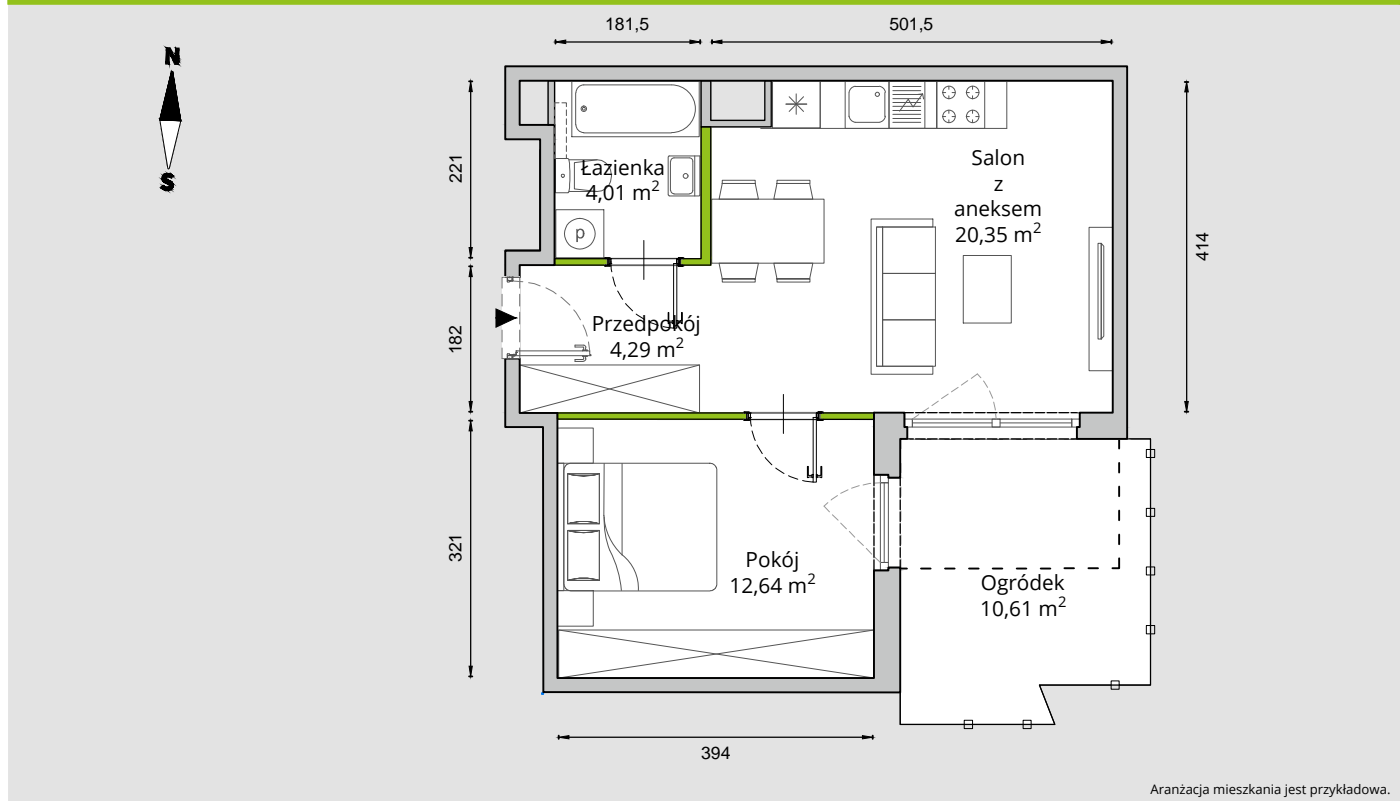 181,5
501,5
N
S
221
182
321
414
394
Łazienka
4,01 m²
p
Salon
z
aneksem
20,35 m²
Przedpokój
4,29 m²
Pokój
12,64 m²
Ogródek
10,61 m²
Aranżacja mieszkania jest przykładowa.